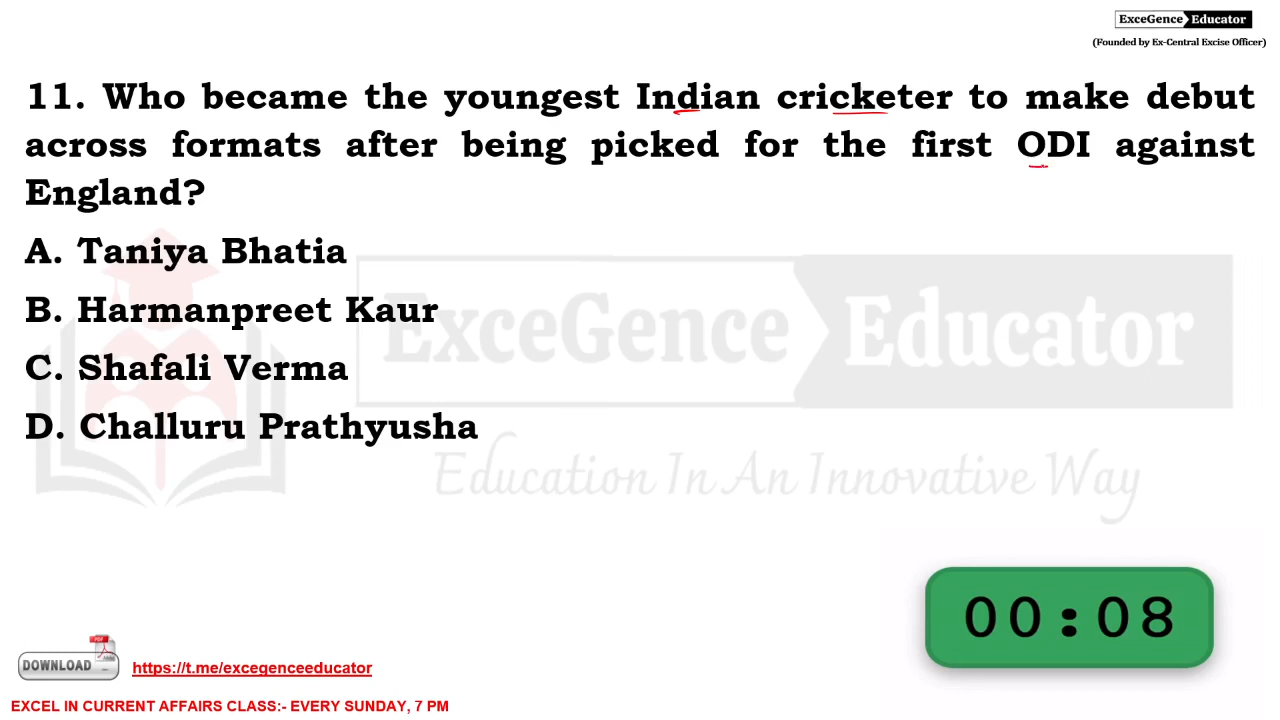 ExceGence Educator
(Founded by Ex-Central Excise Officer)
11. Who became the youngest Indian cricketer to make debut
across formats after being picked for the first ODI against
England?
A. Taniya Bhatia
B. Harmanpreet Kaur
C. Shafali Verma
D. Challuru Prathyusha
ExceGence Educator
Education In An Innovative Way
00:08
PDF
DOWNLOAD
https://t.me/excegenceeducator
EXCEL IN CURRENT AFFAIRS CLASS:- EVERY SUNDAY, 7 PM